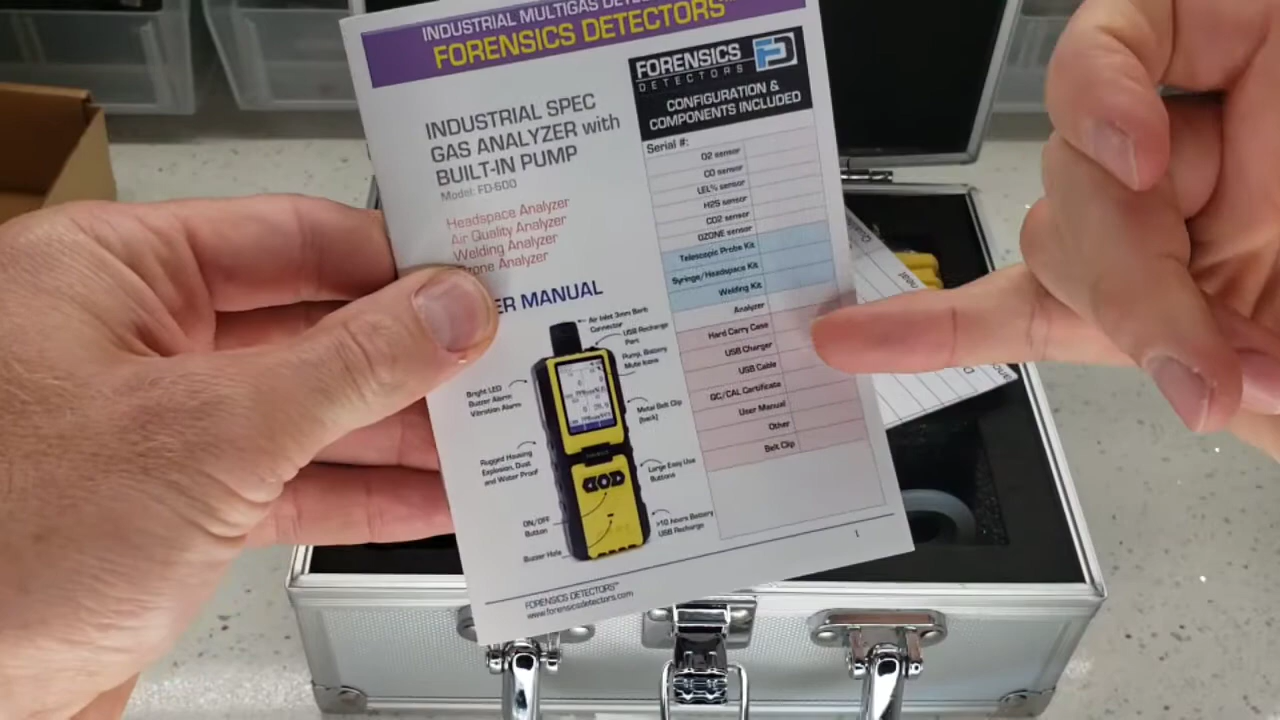 INDUSTRIAL MULTIGAS
FORENSICS DETECTORS™
INDUSTRIAL SPEC
GAS ANALYZER with
BUILT-IN PUMP
Model: FD-600
Headspace Analyzer
Air Quality Analyzer
Welding Analyzer
Analyzer
MANUAL
Air Inlet 3mm Barb
Connector
USB Recharge
Port
Pump, Battery
Mute Icons
Bright LED
Buzzer Alarm
Vibration Alarm
Metal Belt Clip
(back)
Rugged Housing
Explosion, Dust
and Water Proof
Large Easy Use
Buttons
ON/OFF
Button
>10 hours Battery
USB Recharge
Buzzer Hole
FORENSICS DETECTORS™
www.forensicsdetectors.com
1
FORENSICS FD
DETECTORS
CONFIGURATION &
COMPONENTS INCLUDED
Serial #:
O2 sensor
CO sensor
LEL% sensor
H2S sensor
CO2 sensor
OZONE sensor
Telescopic Probe Kit
Syringe/Headspace Kit
Welding Kit
Analyzer
Hard Carry Case
USB Charger
USB Cable
QC/CAL Certificate
User Manual
Other
Belt Clip